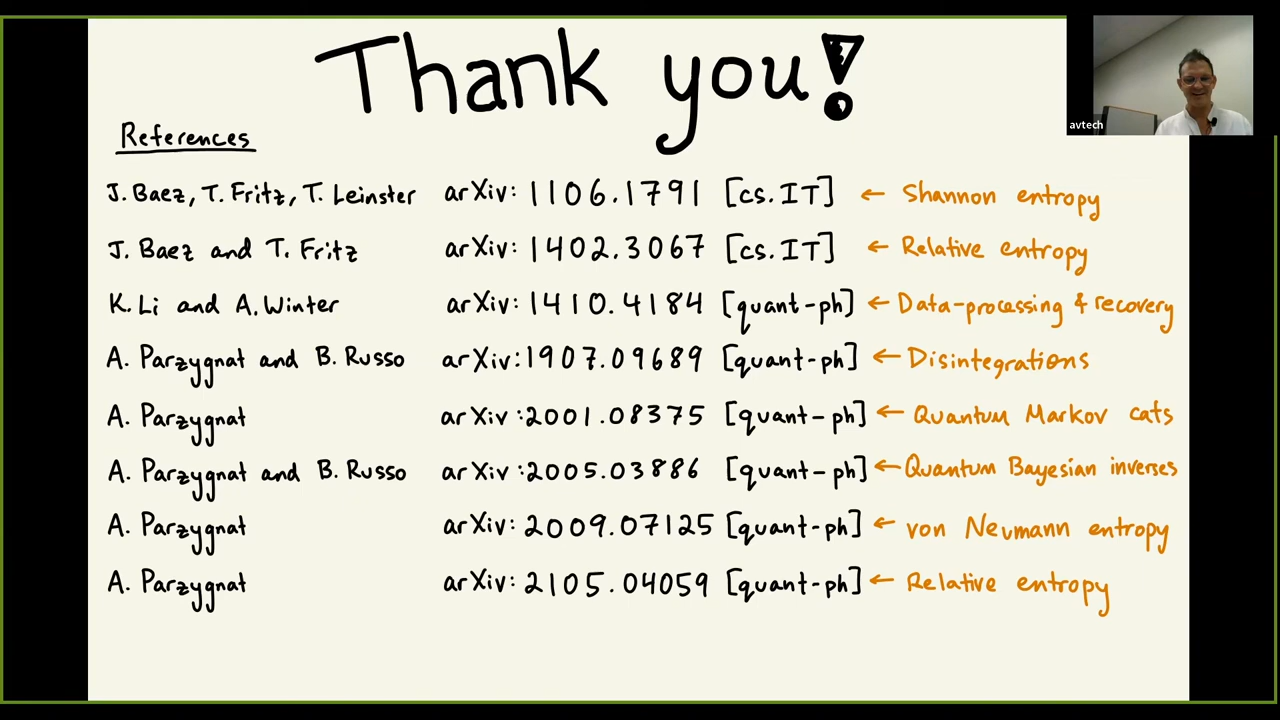 Thank you!
avtech
References
J. Baez, T. Fritz, T. Leinster arXiv: 1106.1791 [cs.IT] ← Shannon entropy
J. Baez and T. Fritz arXiv: 1402.3067 [cs.IT] ← Relative entropy
K. Li and A. Winter arXiv: 1410.4184 [quant-ph] ← Data-processing & recovery
A. Parzygnat and B. Russo arXiv: 1907.09689 [quant-ph] ← Disintegrations
A. Parzygnat arXiv: 2001.08375 [quant-ph] ← Quantum Markov cats
A. Parzygnat and B. Russo arXiv: 2005.03886 [quant-ph] ← Quantum Bayesian inverses
A. Parzygnat arXiv: 2009.07125 [quant-ph] ← von Neumann entropy
A. Parzygnat arXiv: 2105.04059 [quant-ph] ← Relative entropy